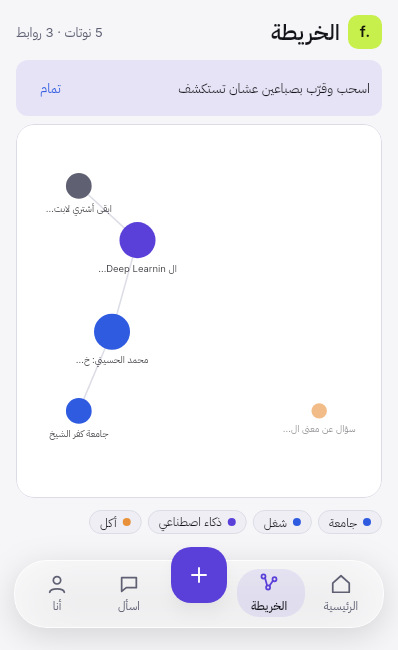 f.
الخريطة
5 نوتات · 3 روابط
اسحب وقرّب بصباعين عشان تستكشف
تمام
ابقى أشتري لابت...
ال Deep Learnin...
محمد الحسيني: خ...
جامعة كفر الشيخ
سؤال عن معنى ال...
جامعة
شغل
ذكاء اصطناعي
أكل
الرئيسية
الخريطة
اسأل
أنا